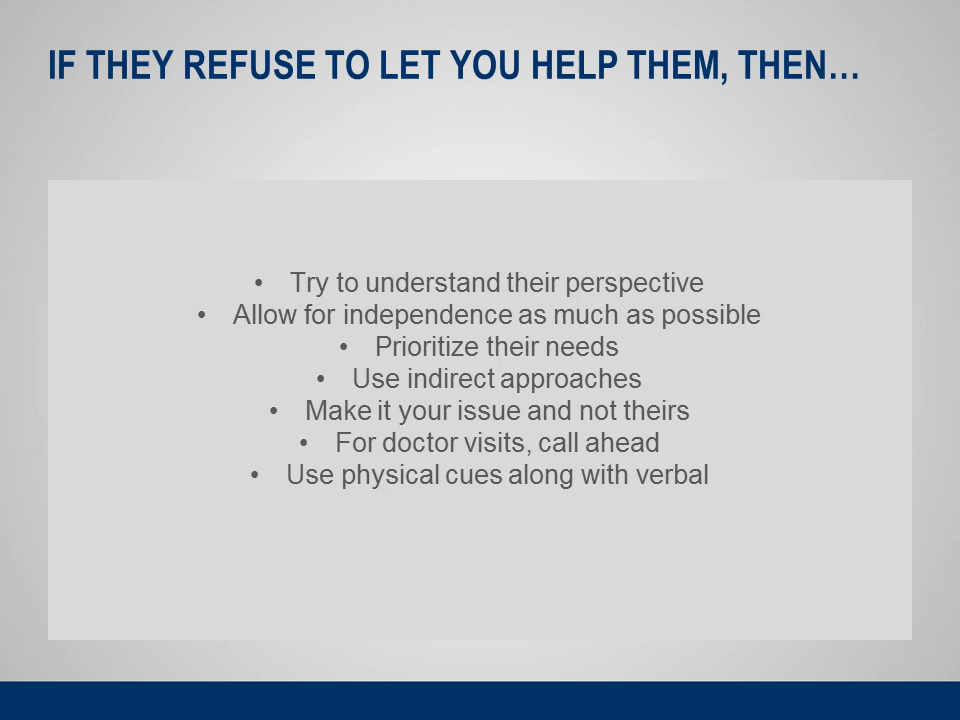 IF THEY REFUSE TO LET YOU HELP THEM, THEN…
• Try to understand their perspective
• Allow for independence as much as possible
• Prioritize their needs
• Use indirect approaches
• Make it your issue and not theirs
• For doctor visits, call ahead
• Use physical cues along with verbal